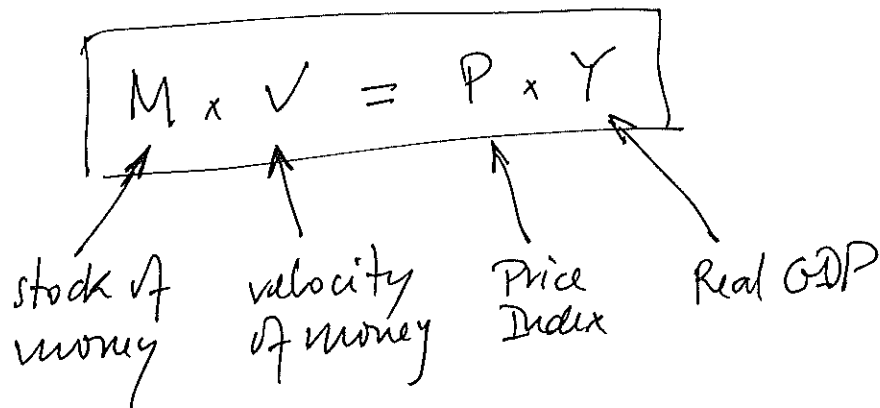 M × V = P × Y
stock of money
velocity of money
Price Index
Real GDP